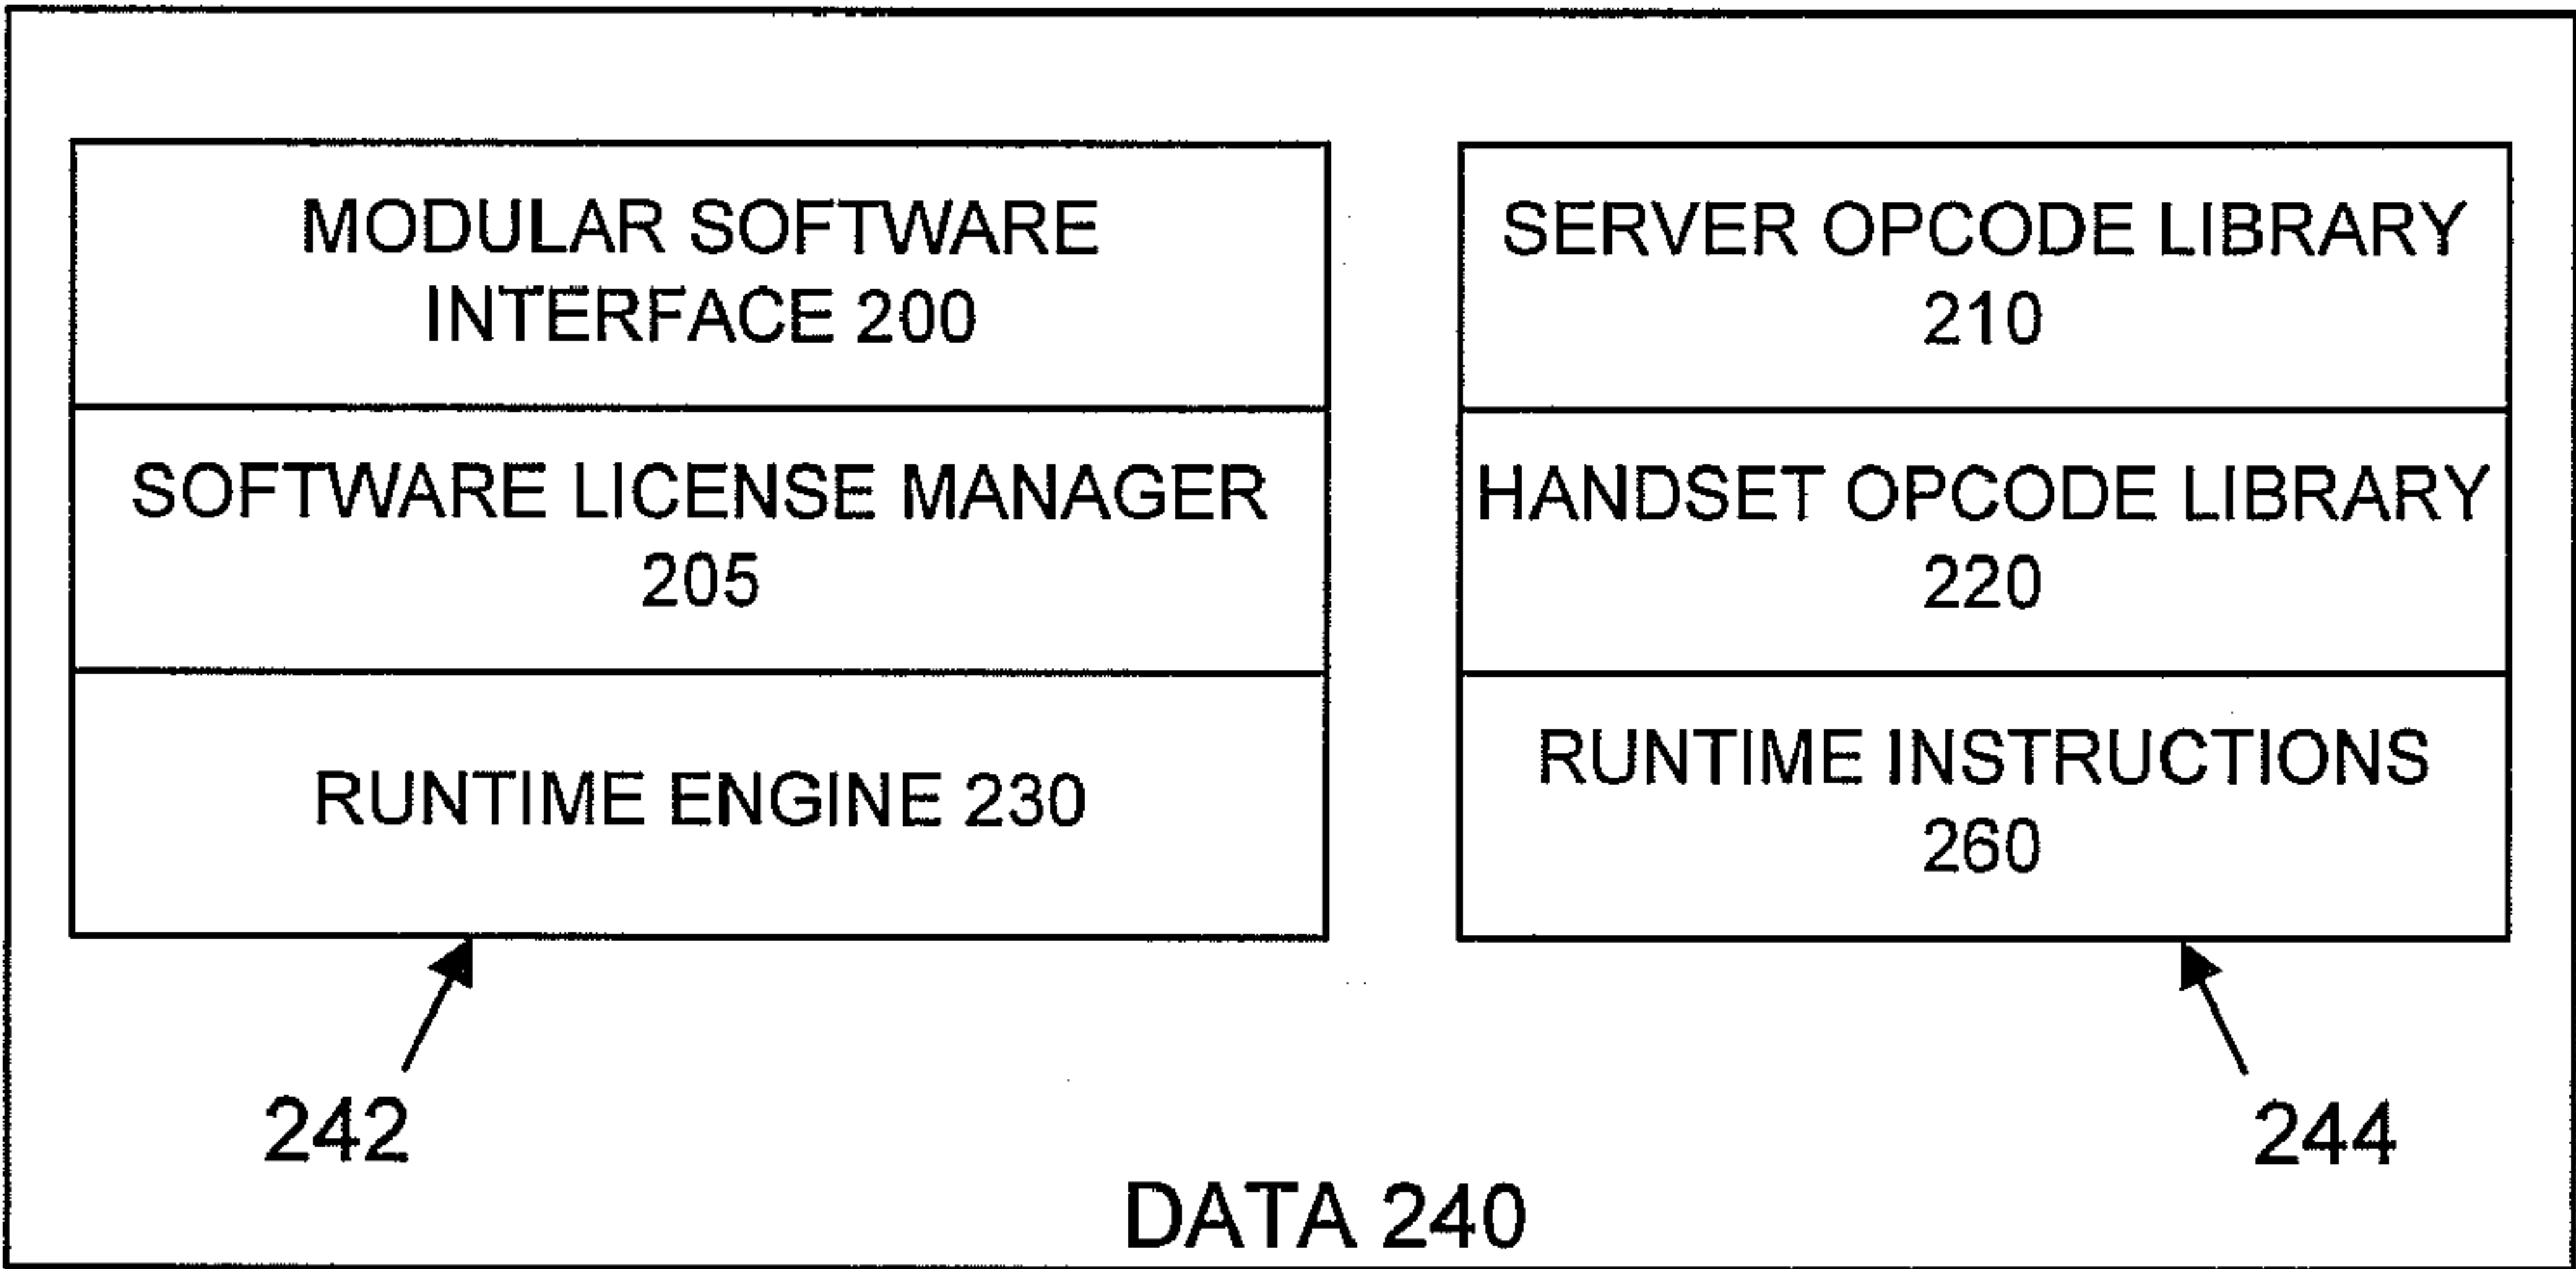 MODULAR SOFTWARE
INTERFACE 200
SOFTWARE LICENSE MANAGER
205
RUNTIME ENGINE 230
SERVER OPCODE LIBRARY
210
HANDSET OPCODE LIBRARY
220
RUNTIME INSTRUCTIONS
260
242
244
DATA 240